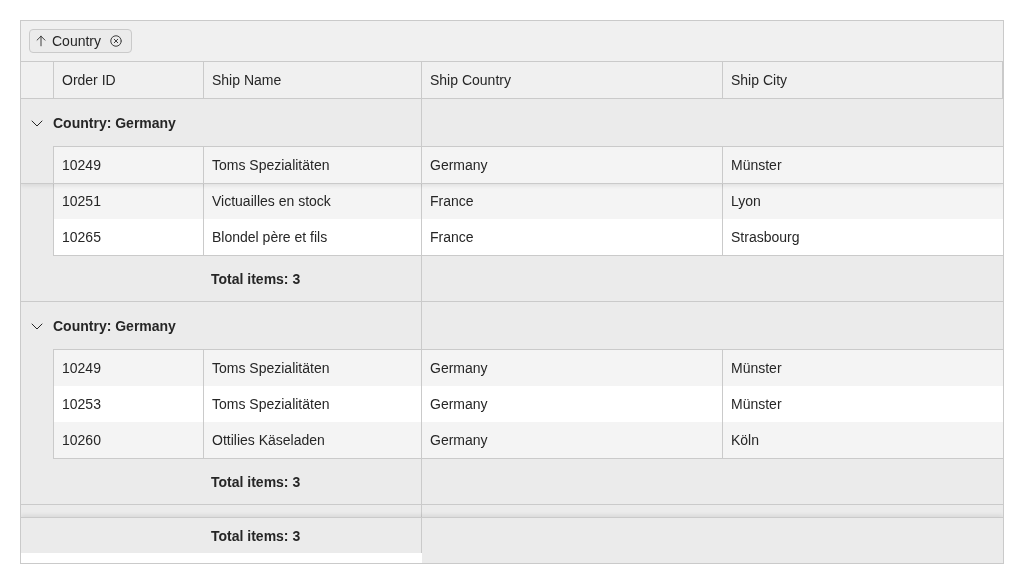 Country
Order ID Ship Name Ship Country Ship City
Country: Germany
10249 Toms Spezialitäten Germany Münster
10251 Victuailles en stock France Lyon
10265 Blondel père et fils France Strasbourg
Total items: 3
Country: Germany
10249 Toms Spezialitäten Germany Münster
10253 Toms Spezialitäten Germany Münster
10260 Ottilies Käseladen Germany Köln
Total items: 3
Total items: 3